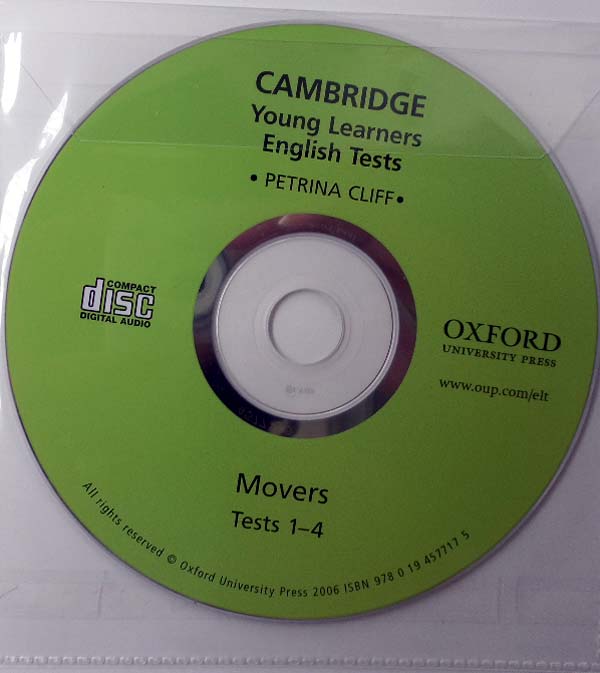 CAMBRIDGE
Young Learners
English Tests
• PETRINA CLIFF •
COMPACT
disc
DIGITAL AUDIO
OXFORD
UNIVERSITY PRESS
www.oup.com/elt
Movers
Tests 1–4
All rights reserved © Oxford University Press 2006 ISBN 978 0 19 457717 5